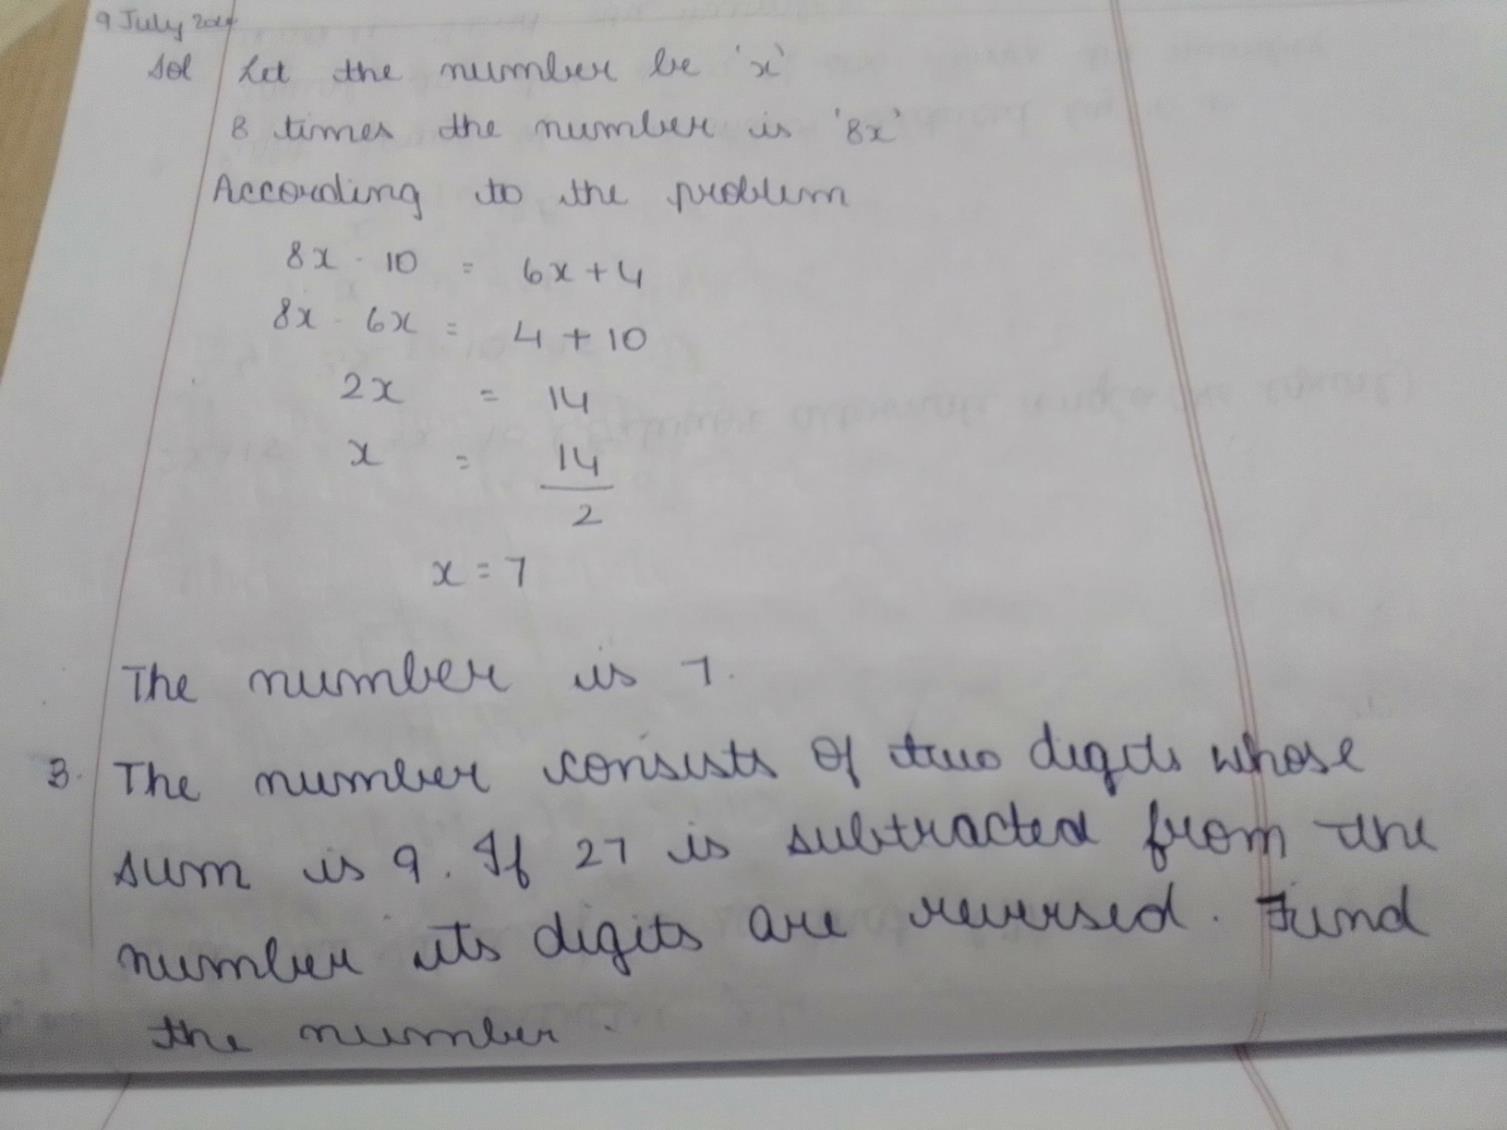 9 July
Sol Let the number be 'x'
8 times the number is '8x'
According to the problem
8x - 10 = 6x + 4
8x - 6x = 4 + 10
2x = 14
x = 14
2
x = 7
The number is 7.
3. The number consists of two digits whose
sum is 9. If 27 is subtracted from the
number its digits are reversed. Find
the number.